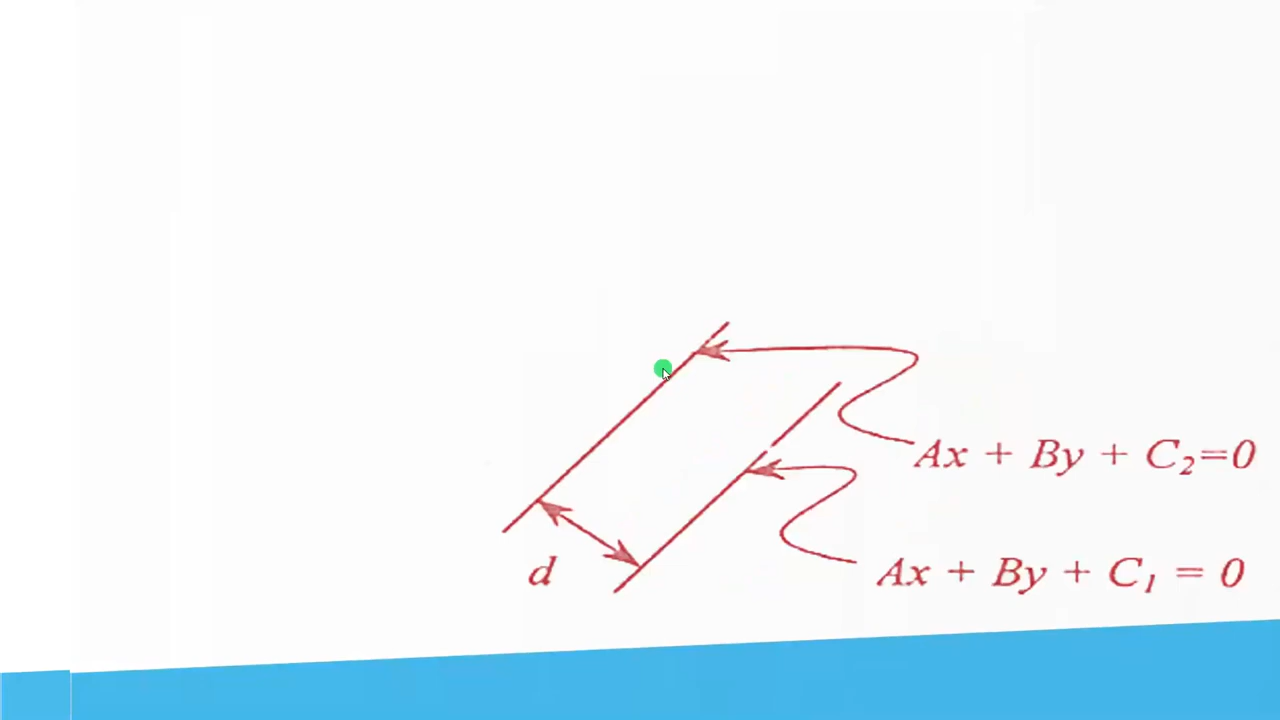 Ax + By + C₂=0
d
Ax + By + C₁ = 0